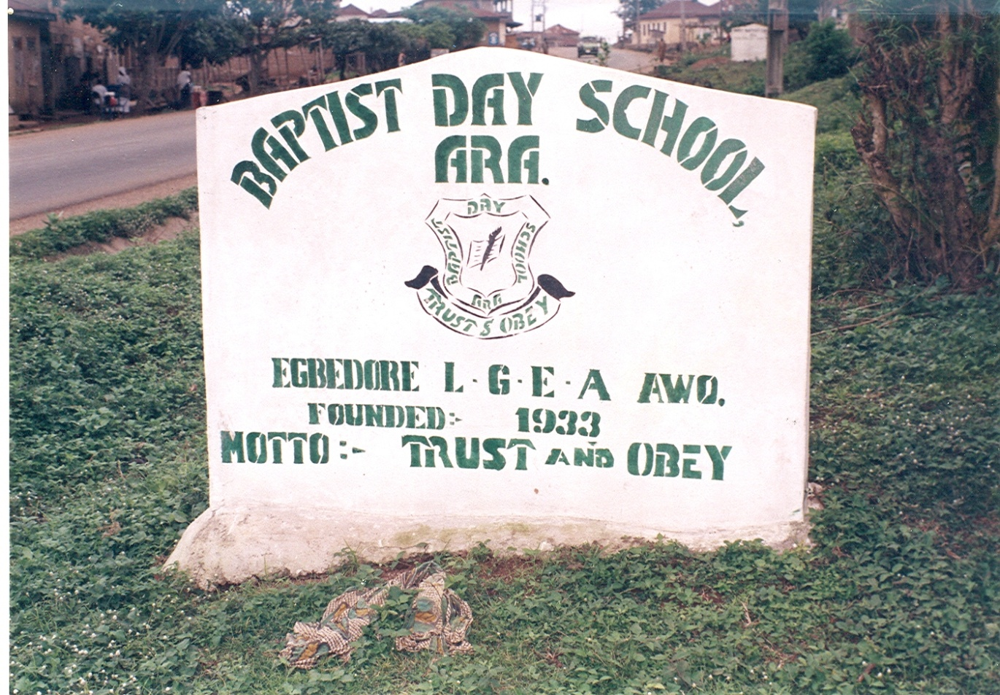 BAPTIST DAY SCHOOL,
ARA.
DAY
BAPTIST
SCHOOL
ARA
TRUST & OBEY
EGBEDORE L.G.E.A AWO.
FOUNDED:- 1933
MOTTO:- TRUST AND OBEY